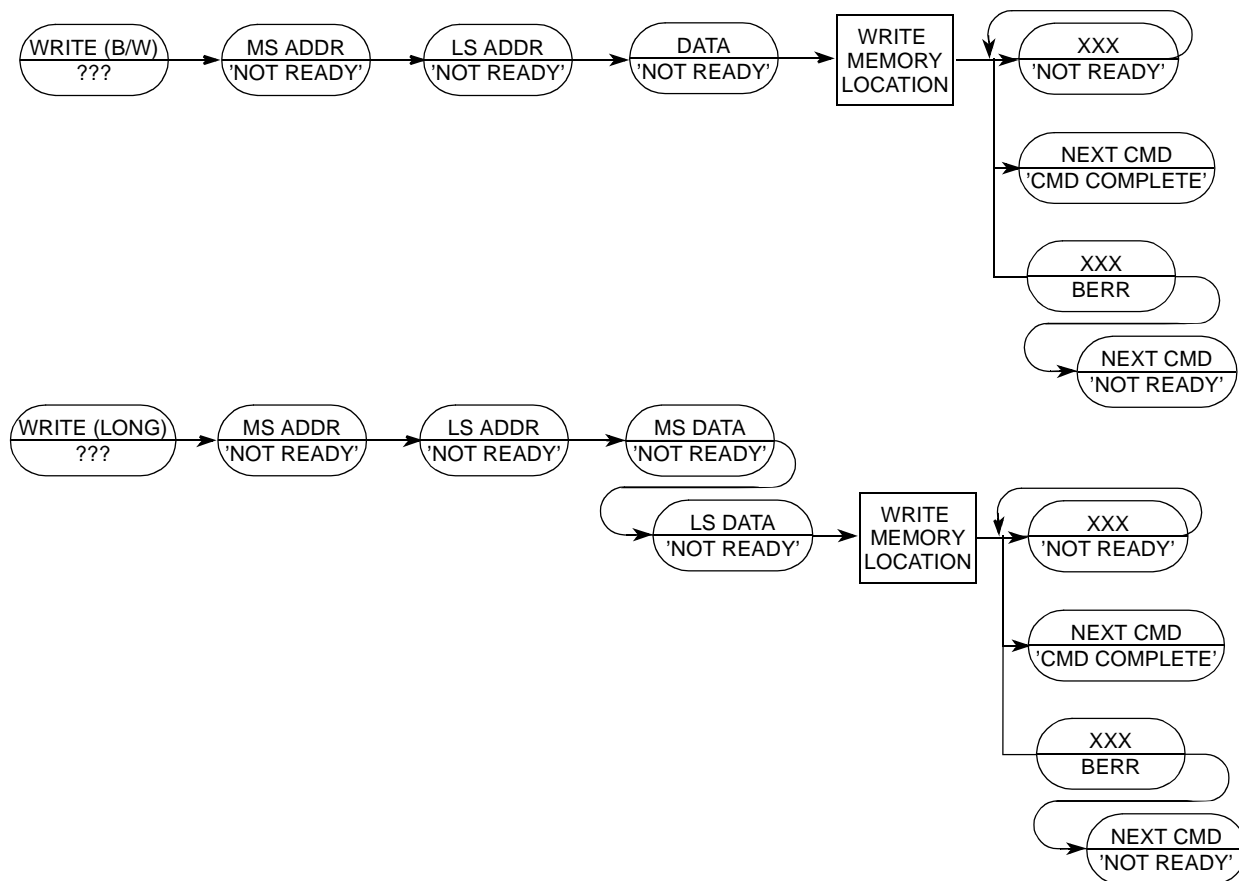 WRITE (B/W)
???
MS ADDR
'NOT READY'
LS ADDR
'NOT READY'
DATA
'NOT READY'
WRITE
MEMORY
LOCATION
XXX
'NOT READY'
NEXT CMD
'CMD COMPLETE'
XXX
BERR
NEXT CMD
'NOT READY'
WRITE (LONG)
???
MS ADDR
'NOT READY'
LS ADDR
'NOT READY'
MS DATA
'NOT READY'
LS DATA
'NOT READY'
WRITE
MEMORY
LOCATION
XXX
'NOT READY'
NEXT CMD
'CMD COMPLETE'
XXX
BERR
NEXT CMD
'NOT READY'